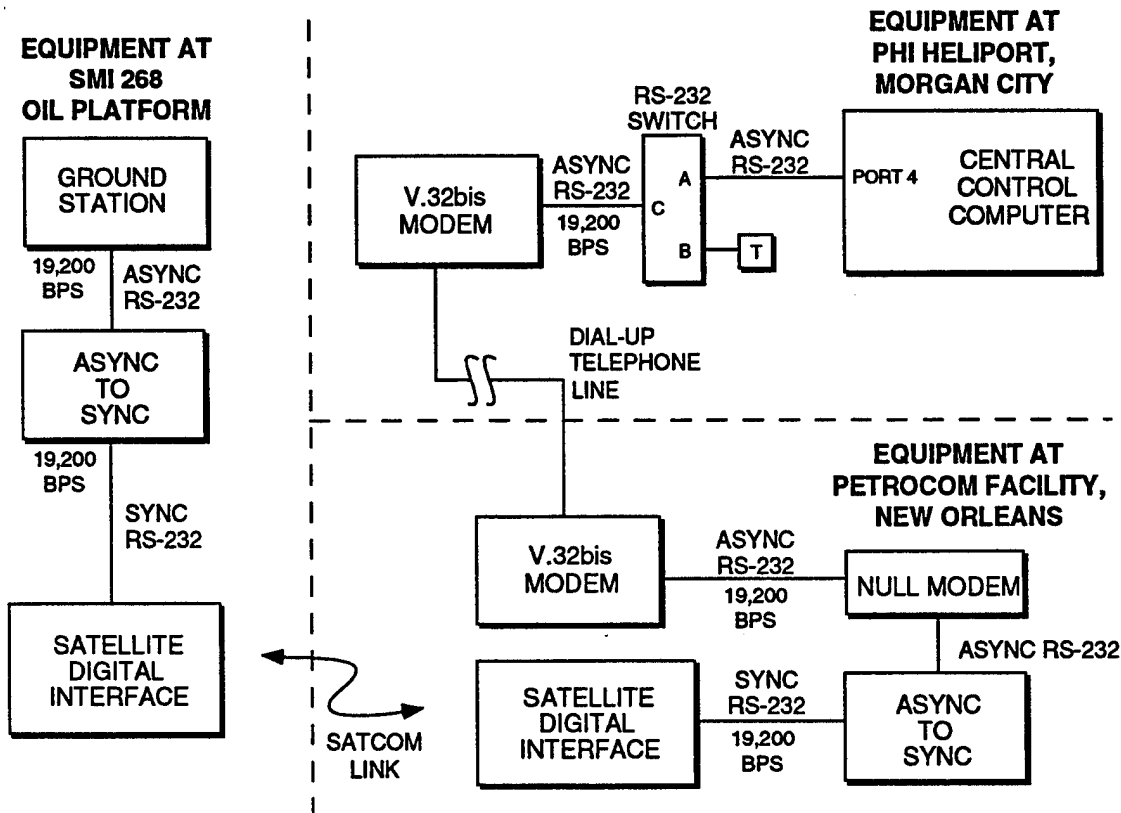 EQUIPMENT AT
SMI 268
OIL PLATFORM
GROUND
STATION
19,200
BPS
ASYNC
RS-232
ASYNC
TO
SYNC
19,200
BPS
SYNC
RS-232
SATELLITE
DIGITAL
INTERFACE
SATCOM
LINK
EQUIPMENT AT
PHI HELIPORT,
MORGAN CITY
V.32bis
MODEM
ASYNC
RS-232
19,200
BPS
RS-232
SWITCH
A
C
B
T
ASYNC
RS-232
PORT 4
CENTRAL
CONTROL
COMPUTER
DIAL-UP
TELEPHONE
LINE
EQUIPMENT AT
PETROCOM FACILITY,
NEW ORLEANS
V.32bis
MODEM
ASYNC
RS-232
19,200
BPS
NULL MODEM
ASYNC RS-232
SATELLITE
DIGITAL
INTERFACE
SYNC
RS-232
19,200
BPS
ASYNC
TO
SYNC